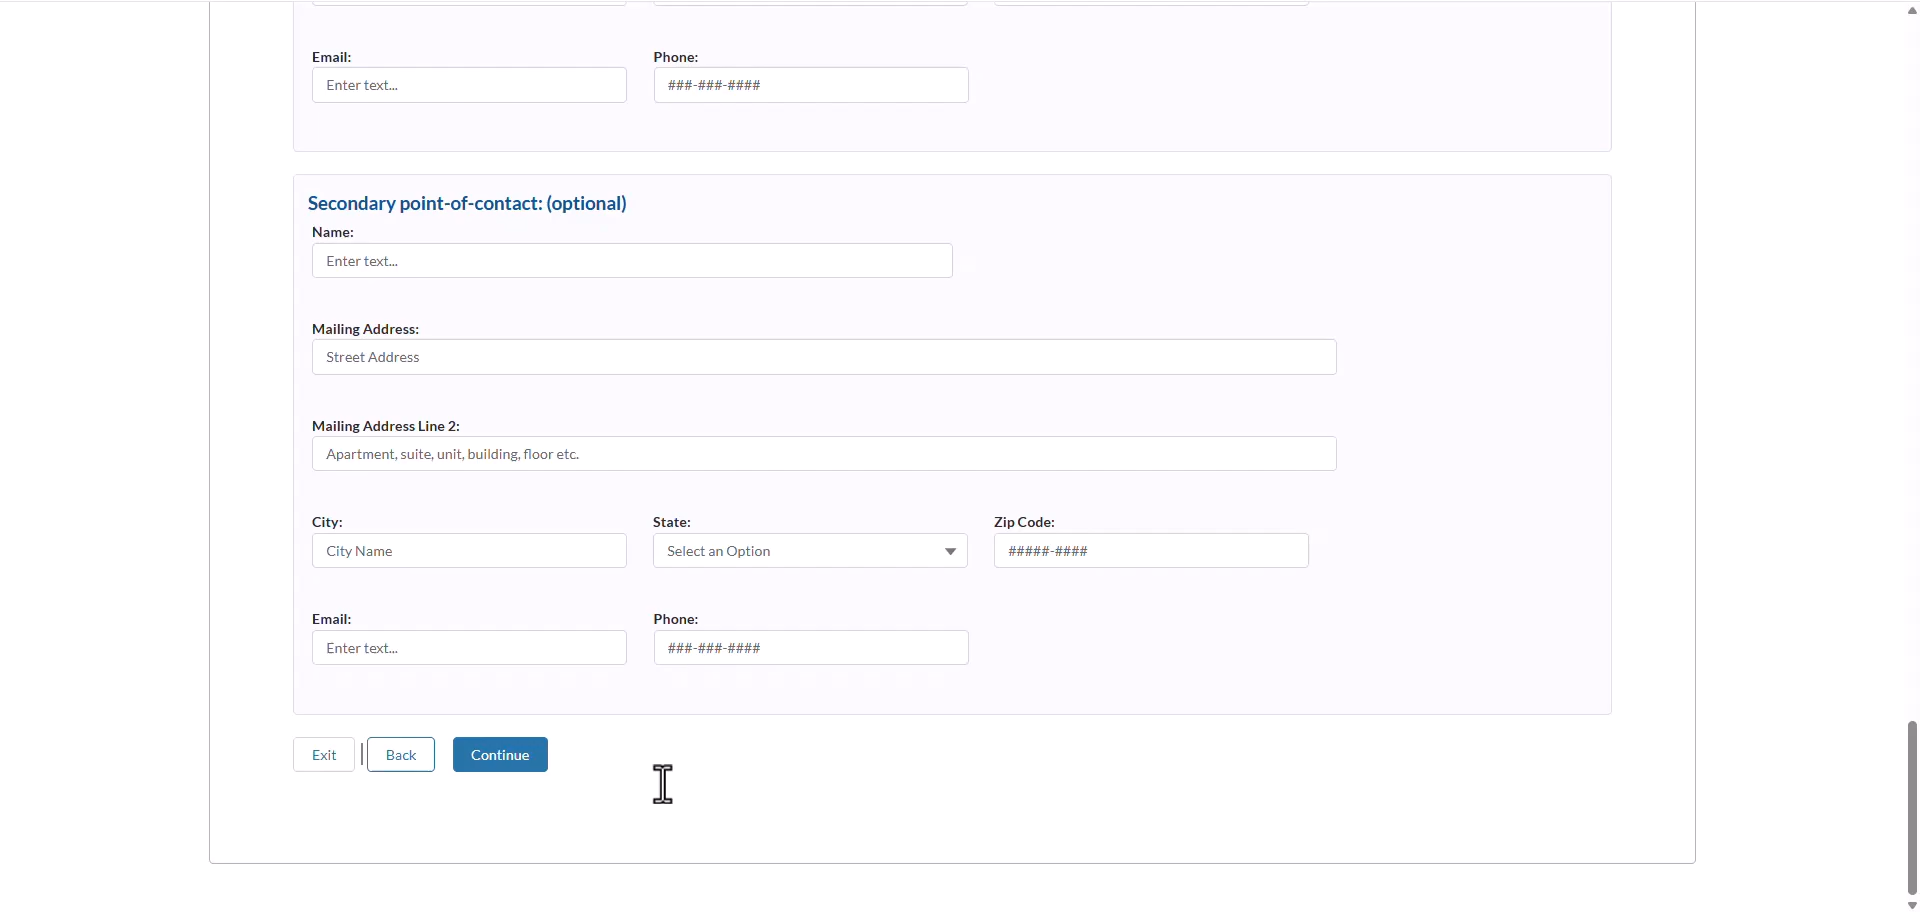 Email:
Phone:
Enter text...
###-###-####
Secondary point-of-contact: (optional)
Name:
Enter text...
Mailing Address:
Street Address
Mailing Address Line 2:
Apartment, suite, unit, building, floor etc.
City:
State:
Zip Code:
City Name
Select an Option
#####-####
Email:
Phone:
Enter text...
###-###-####
Exit | Back Continue